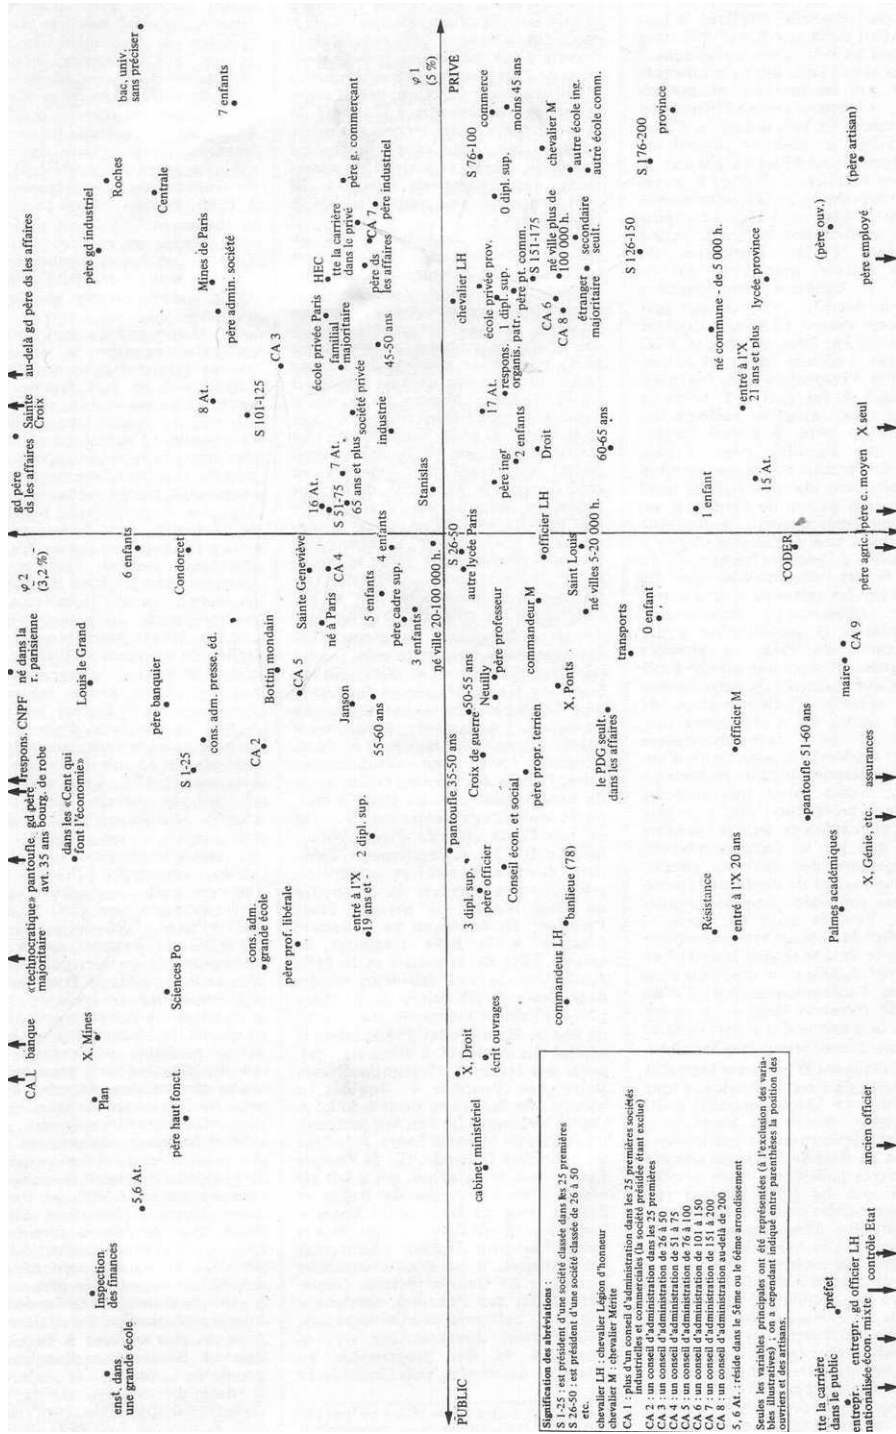 CA 1
banque
«technocratique»
majoritaire
pantoufle
avt. 35 ans
gd père
bourg. de robe
respons. CNPF
né dans la
r. parisienne
φ 2
(3,2 %)
gd père
ds les affaires
Sainte
Croix
au-delà gd père ds les affaires
Inspection
des finances
enst. dans
une grande école
Plan
X, Mines
dans les «Cent qui
font l'économie»
Louis le Grand
père gd industriel
Roches
bac, univ.
sans préciser
5,6 At.
père haut fonct.
Sciences Po
père banquier
6 enfants
Condorcet
Centrale
S 1-25
cons. adm. presse, éd.
8 At.
Mines de Paris
père admin. société
7 enfants
cons. adm.
grande école
CA 2
Bottin mondain
S 101-125
CA 3
père prof. libérale
CA 5
Sainte Geneviève
né à Paris
CA 4
16 At.
S 51-75
7 At.
65 ans et plus
société privée
école privée Paris
familial
majoritaire
HEC
tte la carrière
dans le privé
père g. commerçant
entré à l'X
19 ans et -
2 dipl. sup.
55-60 ans
Janson
5 enfants
père cadre sup.
4 enfants
3 enfants
industrie
45-50 ans
père ds
les affaires
CA 7
père industriel
né ville 20-100 000 h.
Stanislas
φ 1
(5 %)
PUBLIC
PRIVÉ
X, Droit
pantoufle 35-50 ans
S 26-50
chevalier LH
cabinet ministériel
écrit ouvrages
3 dipl. sup.
père officier
Croix de guerre
50-55 ans
Neuilly
père professeur
autre lycée Paris
17 At.
père ingr
2 enfants
respons.
organis. patr.
école privée prov.
1 dipl. sup.
père pt. comm.
S 76-100
commerce
0 dipl. sup.
moins 45 ans
Conseil écon. et social
père propr. terrien
commandeur M
officier LH
Droit
CA 6
CA 8
S 151-175
né ville plus de
100 000 h.
chevalier M
commandeur LH
banlieue (78)
X, Ponts
Saint Louis
né villes 5-20 000 h.
étranger
majoritaire
secondaire
seult.
autre école ing.
autre école comm.
le PDG seult.
dans les affaires
transports
60-65 ans
0 enfant
S 126-150
S 176-200
province
Résistance
entré à l'X 20 ans
officier M
1 enfant
15 At.
né commune - de 5 000 h.
entré à l'X
21 ans et plus
lycée province
pantoufle 51-60
CODER
(père ouv.)
Palmes académiques
maire
CA 9
(père artisan)
préfet
tte la carrière
dans le public
entrepr.
nationalisée
entrepr.
écon. mixte
gd officier LH
contrôle Etat
ancien officier
X, Génie, etc.
assurances
père agric.
père c. moyen
X seul
père employé
Signification des abréviations :
S 1-25 : est président d'une société classée dans les 25 premières
S 26-50 : est président d'une société classée de 26 à 50
etc.
chevalier LH : chevalier Légion d'honneur
chevalier M : chevalier Mérite
CA 1 : plus d'un conseil d'administration dans les 25 premières sociétés
industrielles et commerciales (la société présidée étant exclue)
CA 2 : un conseil d'administration dans les 25 premières
CA 3 : un conseil d'administration de 26 à 50
CA 4 : un conseil d'administration de 51 à 75
CA 5 : un conseil d'administration de 76 à 100
CA 6 : un conseil d'administration de 101 à 150
CA 7 : un conseil d'administration de 151 à 200
CA 8 : un conseil d'administration au-delà de 200
5, 6 At. : réside dans le 5ème ou le 6ème arrondissement
Seules les variables principales ont été représentées (à l'exclusion des varia-
bles illustratives) ; on a cependant indiqué entre parenthèses la position des
ouvriers et des artisans.